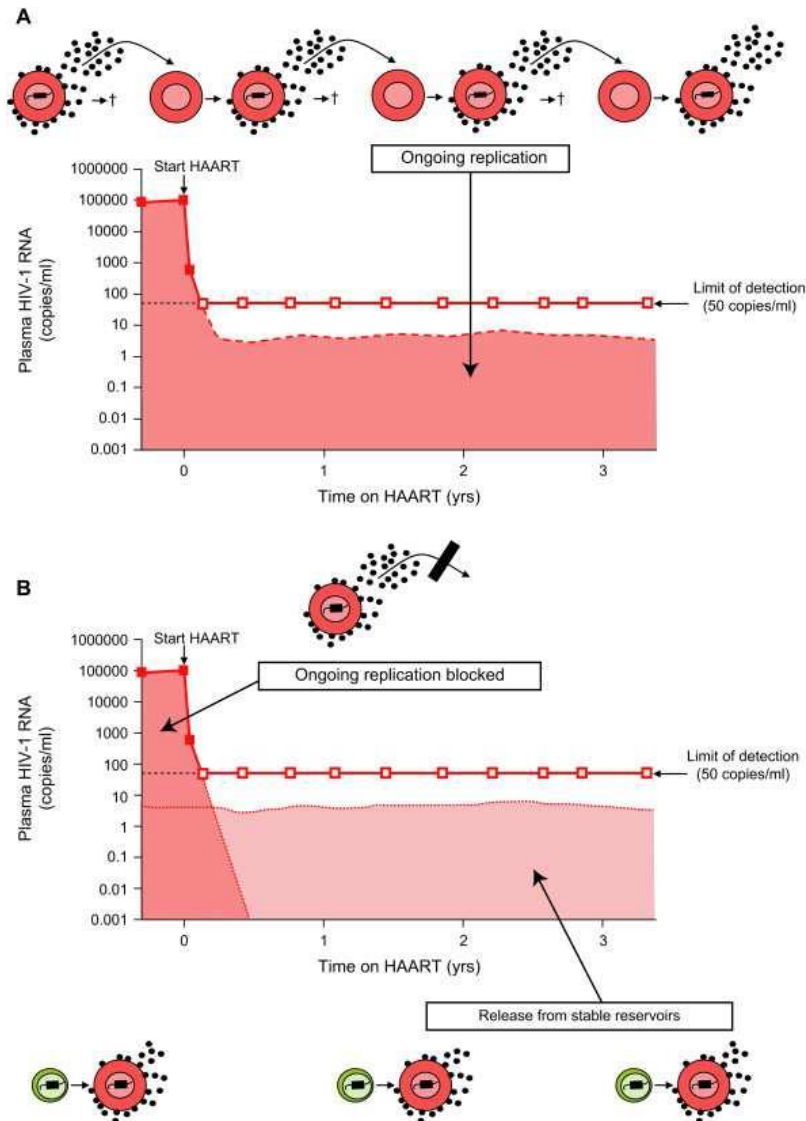 A
Ongoing replication
Start HAART
1000000
100000
10000
1000
100
10
1
0.1
0.01
0.001
Plasma HIV-1 RNA
(copies/ml)
Limit of detection
(50 copies/ml)
0 1 2 3
Time on HAART (yrs)
B
Start HAART
Ongoing replication blocked
1000000
100000
10000
1000
100
10
1
0.1
0.01
0.001
Plasma HIV-1 RNA
(copies/ml)
Limit of detection
(50 copies/ml)
0 1 2 3
Time on HAART (yrs)
Release from stable reservoirs